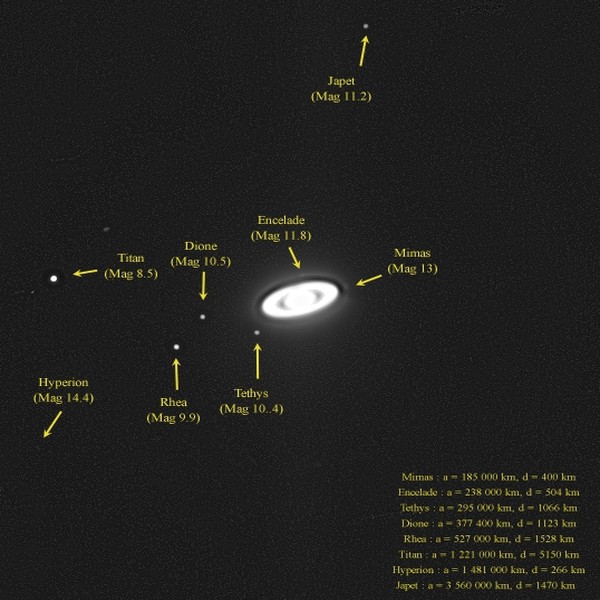 Japet
(Mag 11.2)
Encelade
(Mag 11.8)
Dione
(Mag 10.5)
Titan
(Mag 8.5)
Mimas
(Mag 13)
Hyperion
(Mag 14.4)
Rhea
(Mag 9.9)
Tethys
(Mag 10..4)
Mimas : a = 185 000 km, d = 400 km
Encelade : a = 238 000 km, d = 504 km
Tethys : a = 295 000 km, d = 1066 km
Dione : a = 377 400 km, d = 1123 km
Rhea : a = 527 000 km, d = 1528 km
Titan : a = 1 221 000 km, d = 5150 km
Hyperion : a = 1 481 000 km, d = 266 km
Japet : a = 3 560 000 km, d = 1470 km